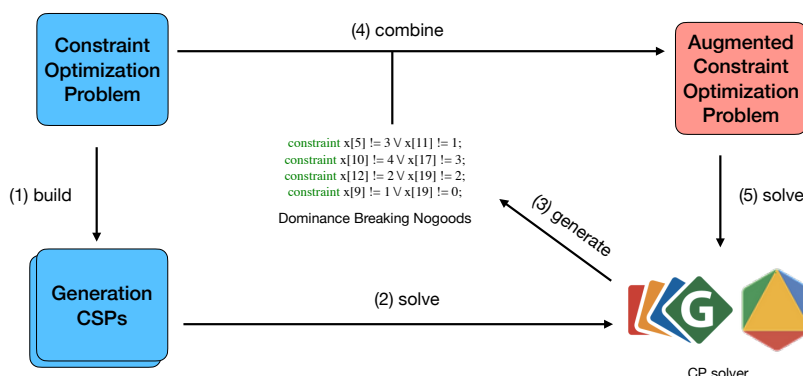 Constraint
Optimization
Problem
(4) combine
Augmented
Constraint
Optimization
Problem
constraint x[5] != 3 \/ x[11] != 1;
constraint x[10] != 4 \/ x[17] != 3;
constraint x[12] != 2 \/ x[19] != 2;
constraint x[9] != 1 \/ x[19] != 0;
Dominance Breaking Nogoods
(1) build
(3) generate
(5) solve
Generation
CSPs
(2) solve
G
CP solver